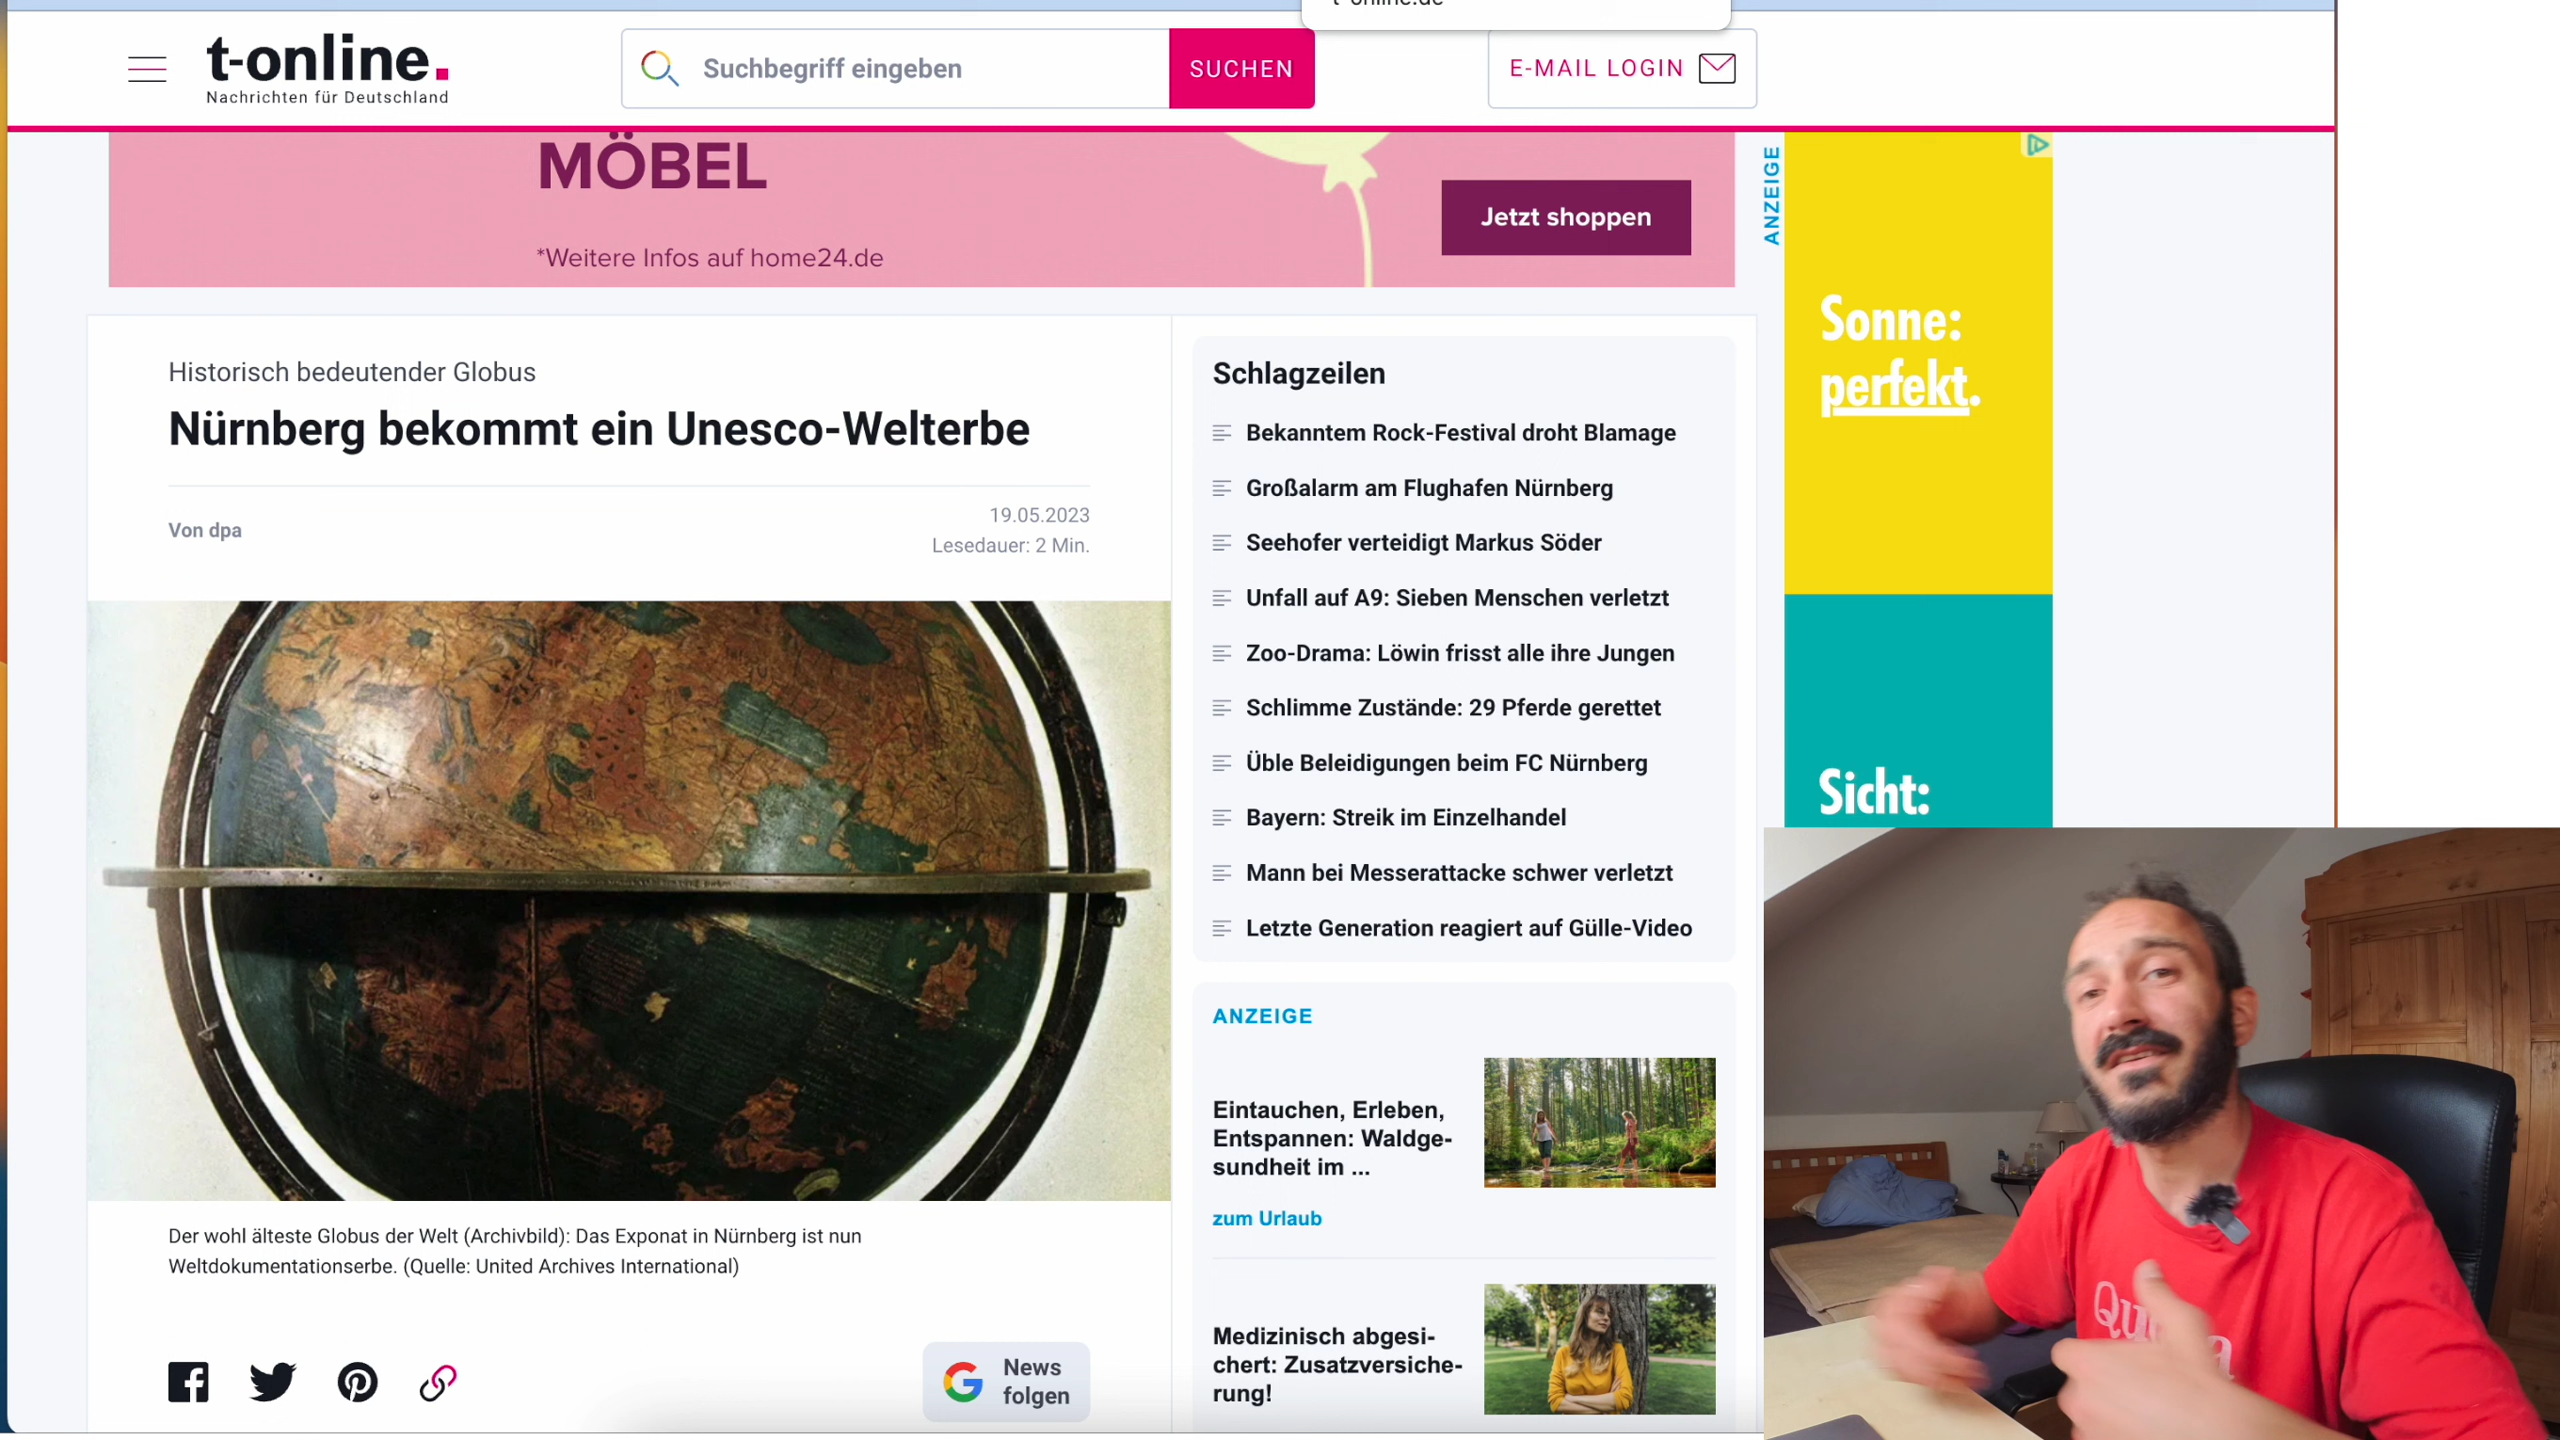 t-online.
Nachrichten für Deutschland
Suchbegriff eingeben
SUCHEN
E-MAIL LOGIN
MÖBEL
*Weitere Infos auf home24.de
Jetzt shoppen
ANZEIGE
Sonne:
perfekt.
Sicht:
Historisch bedeutender Globus
Nürnberg bekommt ein Unesco-Welterbe
Von dpa
19.05.2023
Lesedauer: 2 Min.
Der wohl älteste Globus der Welt (Archivbild): Das Exponat in Nürnberg ist nun
Weltdokumentationserbe. (Quelle: United Archives International)
News
folgen
Schlagzeilen
Bekanntem Rock-Festival droht Blamage
Großalarm am Flughafen Nürnberg
Seehofer verteidigt Markus Söder
Unfall auf A9: Sieben Menschen verletzt
Zoo-Drama: Löwin frisst alle ihre Jungen
Schlimme Zustände: 29 Pferde gerettet
Üble Beleidigungen beim FC Nürnberg
Bayern: Streik im Einzelhandel
Mann bei Messerattacke schwer verletzt
Letzte Generation reagiert auf Gülle-Video
ANZEIGE
Eintauchen, Erleben,
Entspannen: Waldge-
sundheit im ...
zum Urlaub
Medizinisch abgesi-
chert: Zusatzversiche-
rung!